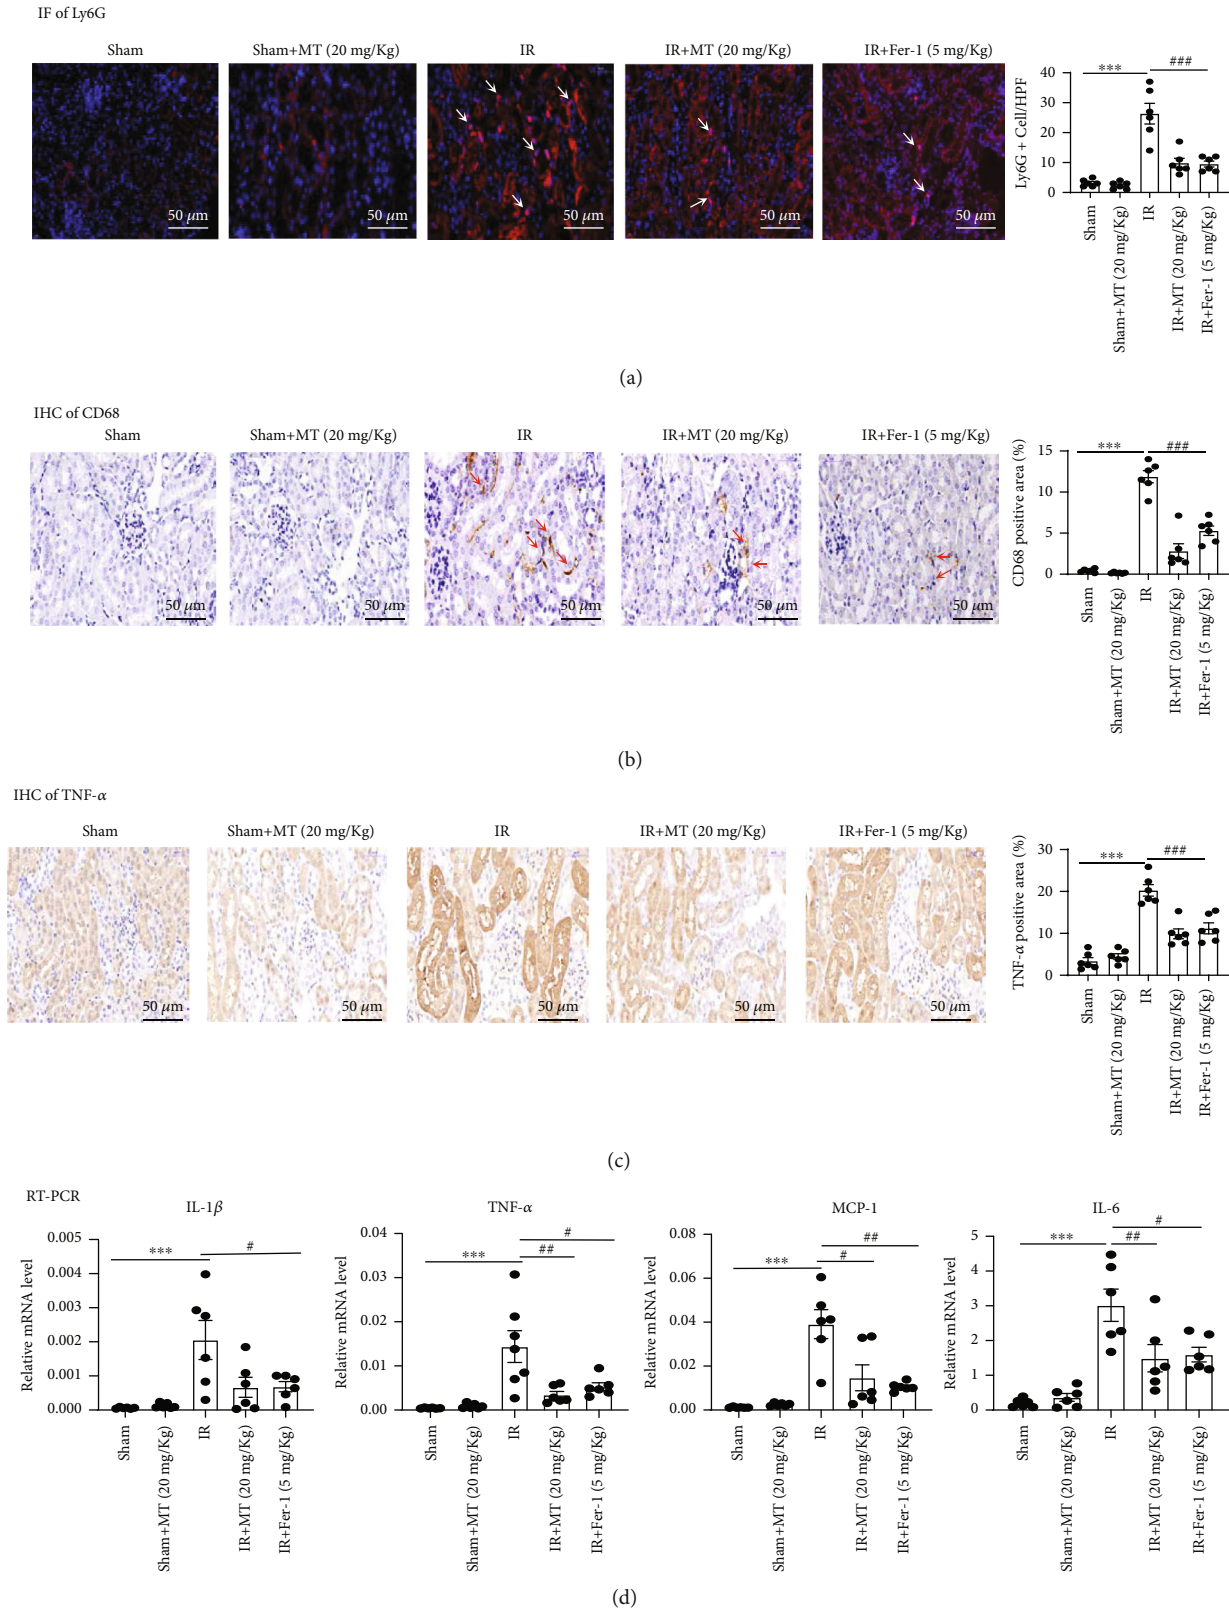 IF of Ly6G
Sham
Sham+MT (20 mg/Kg)
IR
IR+MT (20 mg/Kg)
IR+Fer-1 (5 mg/Kg)
50 μm
50 μm
50 μm
50 μm
50 μm
Ly6G + Cell/HPF
40
30
20
10
0
***
###
Sham
Sham+MT (20 mg/Kg)
IR
IR+MT (20 mg/Kg)
IR+Fer-1 (5 mg/Kg)
(a)
IHC of CD68
Sham
Sham+MT (20 mg/Kg)
IR
IR+MT (20 mg/Kg)
IR+Fer-1 (5 mg/Kg)
50 μm
50 μm
50 μm
50 μm
50 μm
CD68 positive area (%)
15
10
5
0
***
###
Sham
Sham+MT (20 mg/Kg)
IR
IR+MT (20 mg/Kg)
IR+Fer-1 (5 mg/Kg)
(b)
IHC of TNF-α
Sham
Sham+MT (20 mg/Kg)
IR
IR+MT (20 mg/Kg)
IR+Fer-1 (5 mg/Kg)
50 μm
50 μm
50 μm
50 μm
50 μm
TNF-α positive area (%)
30
20
10
0
***
###
Sham
Sham+MT (20 mg/Kg)
IR
IR+MT (20 mg/Kg)
IR+Fer-1 (5 mg/Kg)
(c)
RT-PCR
IL-1β
Relative mRNA level
0.005
0.004
0.003
0.002
0.001
0.000
***
#
Sham
Sham+MT (20 mg/Kg)
IR
IR+MT (20 mg/Kg)
IR+Fer-1 (5 mg/Kg)
TNF-α
Relative mRNA level
0.04
0.03
0.02
0.01
0.00
***
#
##
Sham
Sham+MT (20 mg/Kg)
IR
IR+MT (20 mg/Kg)
IR+Fer-1 (5 mg/Kg)
MCP-1
Relative mRNA level
0.08
0.06
0.04
0.02
0.00
***
##
#
Sham
Sham+MT (20 mg/Kg)
IR
IR+MT (20 mg/Kg)
IR+Fer-1 (5 mg/Kg)
IL-6
Relative mRNA level
5
4
3
2
1
0
***
#
##
Sham
Sham+MT (20 mg/Kg)
IR
IR+MT (20 mg/Kg)
IR+Fer-1 (5 mg/Kg)
(d)